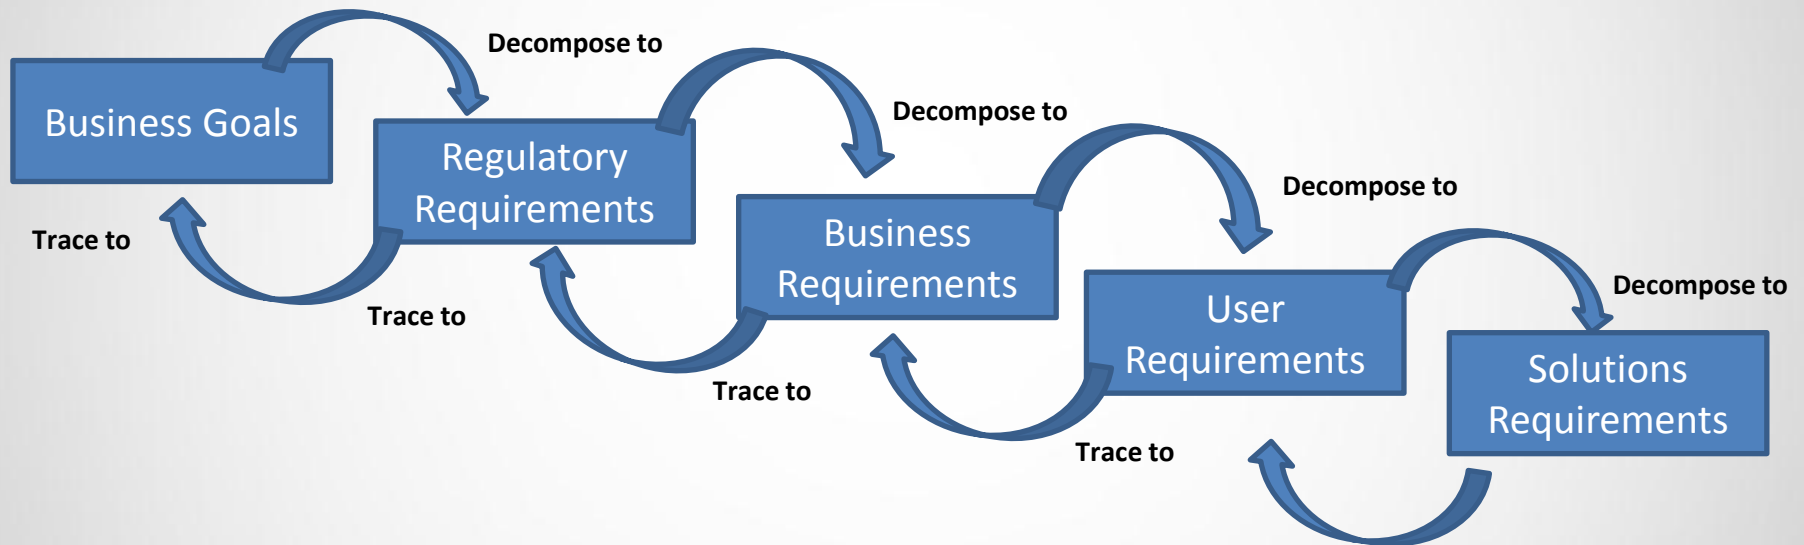 Decompose to
Business Goals
Decompose to
Regulatory
Requirements
Decompose to
Trace to
Business
Requirements
Decompose to
Trace to
User
Requirements
Trace to
Solutions
Requirements
Trace to